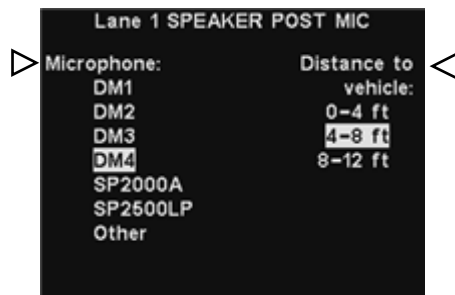 Lane 1 SPEAKER POST MIC
Microphone: Distance to
DM1 vehicle:
DM2 0-4 ft
DM3 4-8 ft
DM4 8-12 ft
SP2000A
SP2500LP
Other